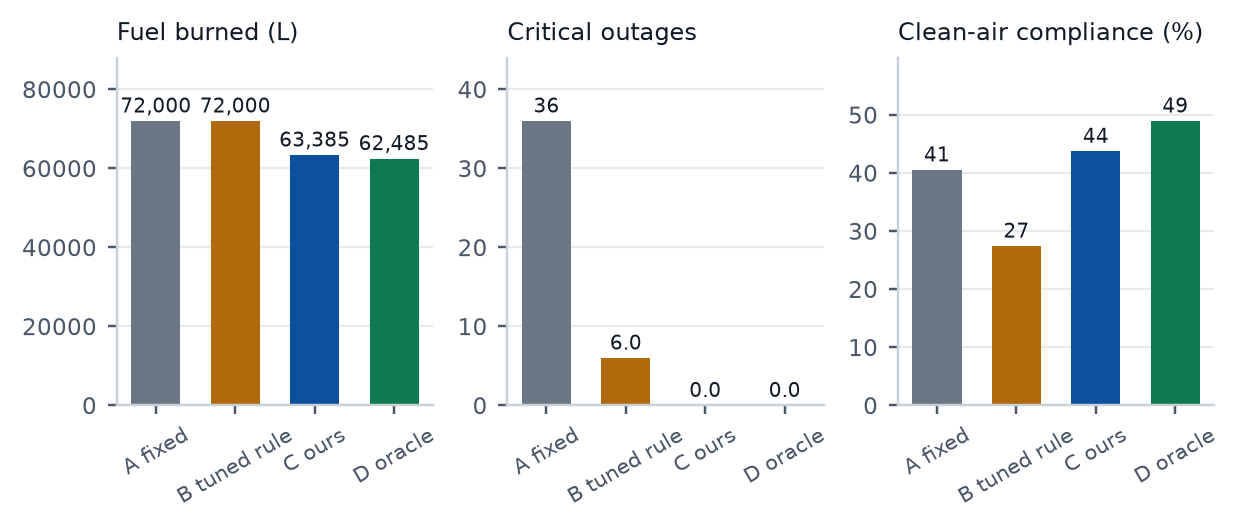 Fuel burned (L)
80000
60000
40000
20000
0
72,000
72,000
63,385
62,485
A fixed
B tuned rule
C ours
D oracle
Critical outages
40
30
20
10
0
36
6.0
0.0
0.0
A fixed
B tuned rule
C ours
D oracle
Clean-air compliance (%)
50
40
30
20
10
0
41
27
44
49
A fixed
B tuned rule
C ours
D oracle